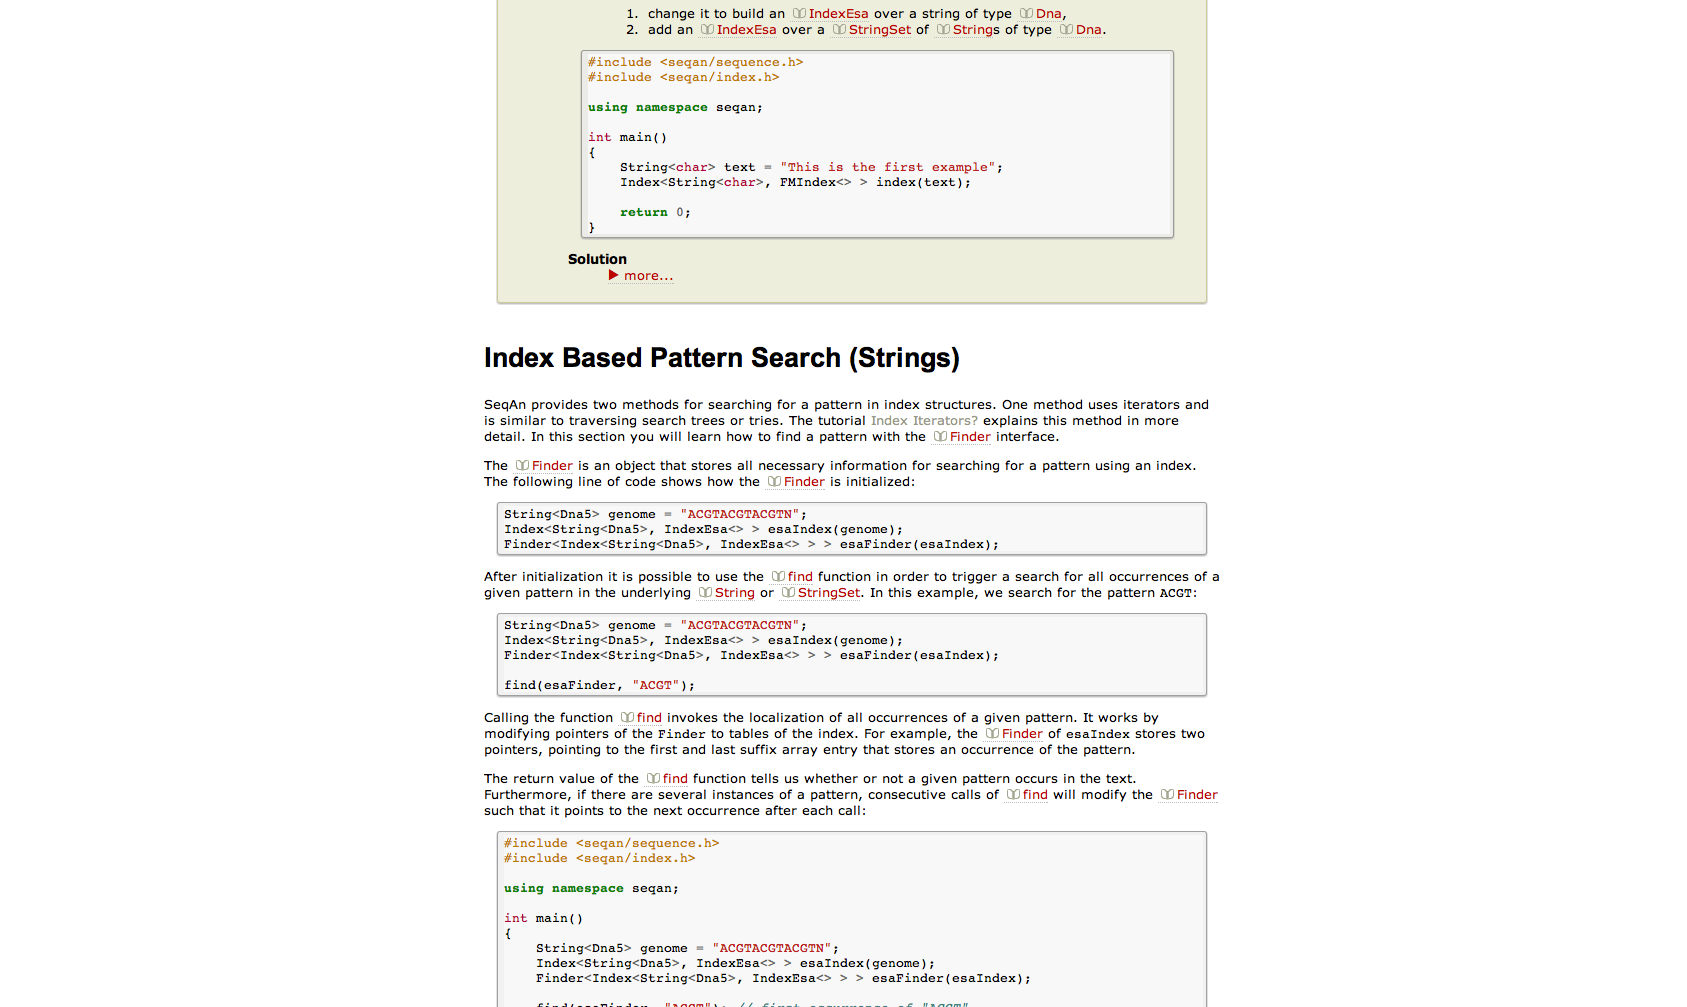 1. change it to build an IndexEsa over a string of type Dna,
2. add an IndexEsa over a StringSet of Strings of type Dna.
#include <seqan/sequence.h>
#include <seqan/index.h>
using namespace seqan;
int main()
{
String<char> text = "This is the first example";
Index<String<char>, FMIndex<> > index(text);
return 0;
}
Solution
more...
Index Based Pattern Search (Strings)
SeqAn provides two methods for searching for a pattern in index structures. One method uses iterators and
is similar to traversing search trees or tries. The tutorial Index Iterators? explains this method in more
detail. In this section you will learn how to find a pattern with the Finder interface.
The Finder is an object that stores all necessary information for searching for a pattern using an index.
The following line of code shows how the Finder is initialized:
String<Dna5> genome = "ACGTACGTACGTN";
Index<String<Dna5>, IndexEsa<> > esaIndex(genome);
Finder<Index<String<Dna5>, IndexEsa<> > > esaFinder(esaIndex);
After initialization it is possible to use the find function in order to trigger a search for all occurrences of a
given pattern in the underlying String or StringSet. In this example, we search for the pattern ACGT:
String<Dna5> genome = "ACGTACGTACGTN";
Index<String<Dna5>, IndexEsa<> > esaIndex(genome);
Finder<Index<String<Dna5>, IndexEsa<> > > esaFinder(esaIndex);
find(esaFinder, "ACGT");
Calling the function find invokes the localization of all occurrences of a given pattern. It works by
modifying pointers of the Finder to tables of the index. For example, the Finder of esaIndex stores two
pointers, pointing to the first and last suffix array entry that stores an occurrence of the pattern.
The return value of the find function tells us whether or not a given pattern occurs in the text.
Furthermore, if there are several instances of a pattern, consecutive calls of find will modify the Finder
such that it points to the next occurrence after each call:
#include <seqan/sequence.h>
#include <seqan/index.h>
using namespace seqan;
int main()
{
String<Dna5> genome = "ACGTACGTACGTN";
Index<String<Dna5>, IndexEsa<> > esaIndex(genome);
Finder<Index<String<Dna5>, IndexEsa<> > > esaFinder(esaIndex);
find(esaFinder, "ACGT"); // first occurrence of "ACGT"